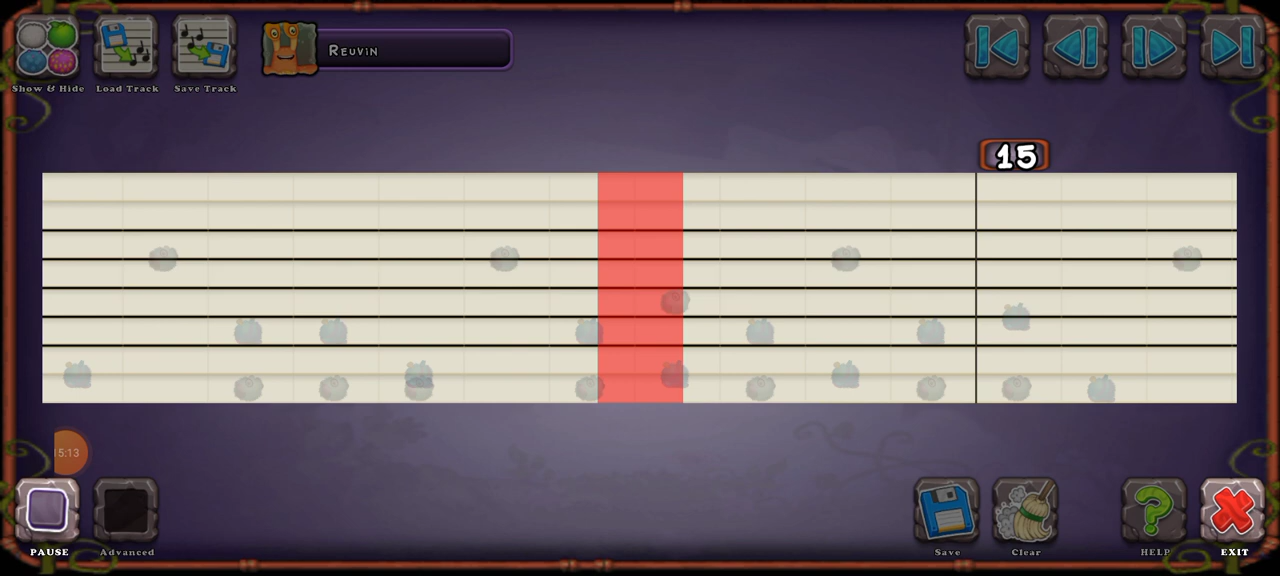 Reuvin
Show & Hide
Load Track
Save Track
15
5:13
PAUSE
Advanced
Save
Clear
HELP
EXIT